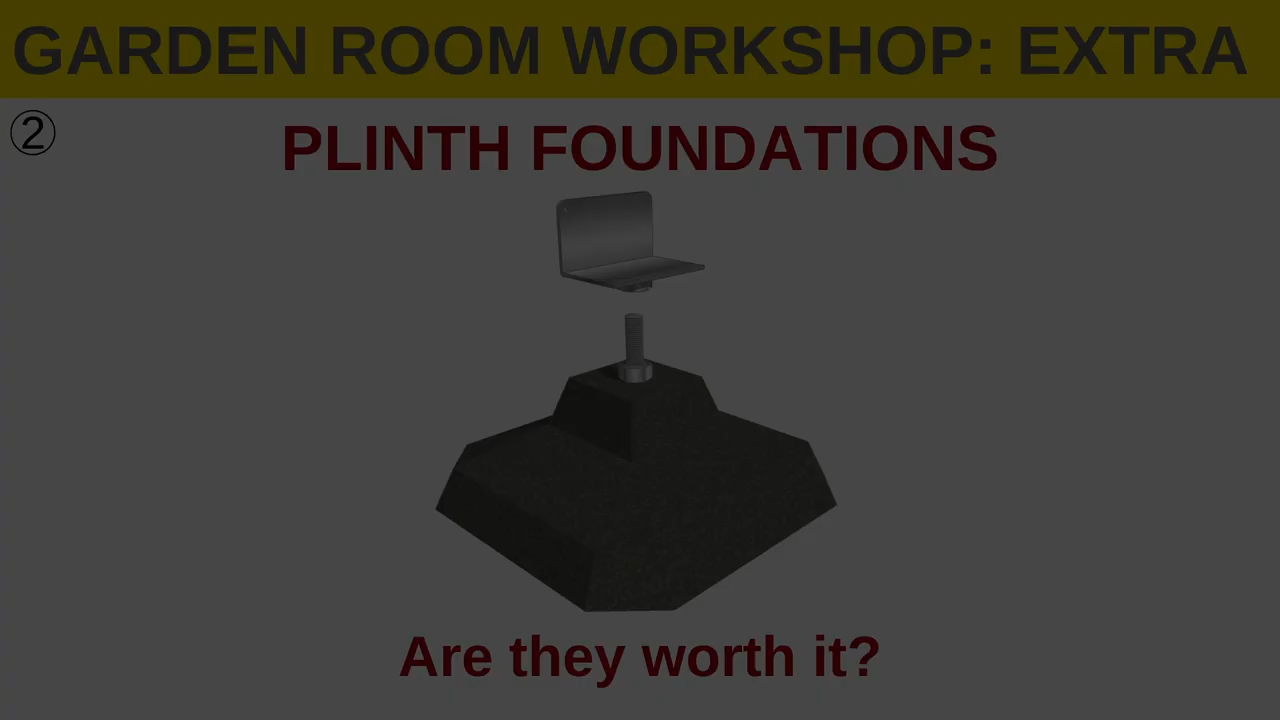 GARDEN ROOM WORKSHOP: EXTRA
②
PLINTH FOUNDATIONS
Are they worth it?